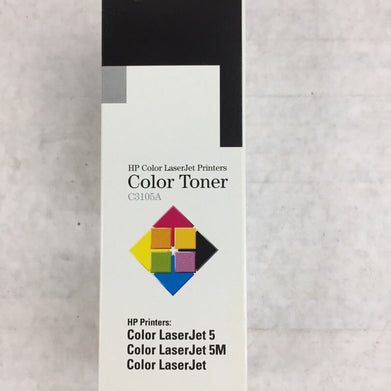 HP Color LaserJet Printers
Color Toner
C3105A
HP Printers:
Color LaserJet 5
Color LaserJet 5M
Color LaserJet